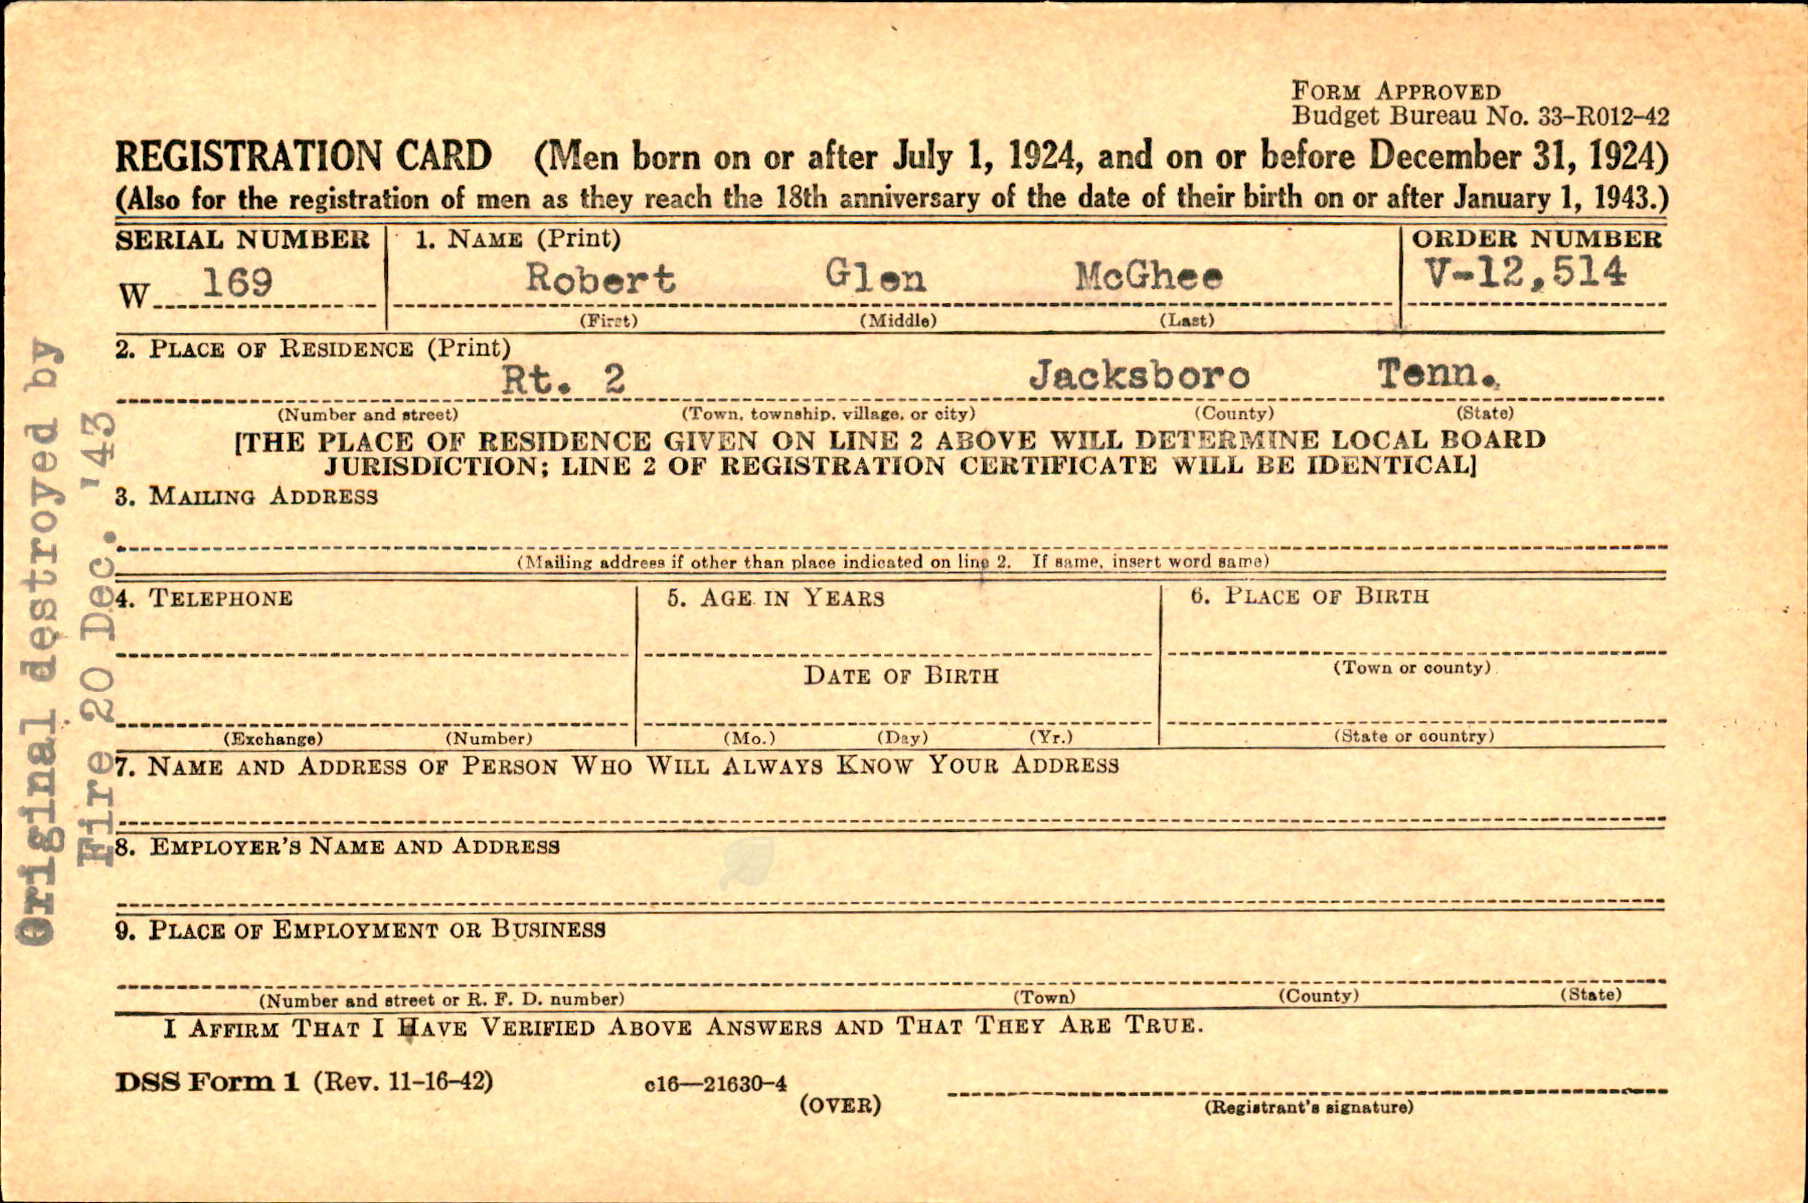 FORM APPROVED
Budget Bureau No. 33-R012-42
REGISTRATION CARD (Men born on or after July 1, 1924, and on or before December 31, 1924)
(Also for the registration of men as they reach the 18th anniversary of the date of their birth on or after January 1, 1943.)
SERIAL NUMBER 1. NAME (Print) ORDER NUMBER
W 169 Robert Glen McGhee V-12,514
(First) (Middle) (Last)
2. PLACE OF RESIDENCE (Print)
Rt. 2 Jacksboro Tenn.
(Number and street) (Town, township, village, or city) (County) (State)
[THE PLACE OF RESIDENCE GIVEN ON LINE 2 ABOVE WILL DETERMINE LOCAL BOARD
JURISDICTION; LINE 2 OF REGISTRATION CERTIFICATE WILL BE IDENTICAL]
3. MAILING ADDRESS
(Mailing address if other than place indicated on line 2. If same, insert word same)
4. TELEPHONE 5. AGE IN YEARS 6. PLACE OF BIRTH
(Town or county)
DATE OF BIRTH
(Exchange) (Number) (Mo.) (Day) (Yr.) (State or country)
7. NAME AND ADDRESS OF PERSON WHO WILL ALWAYS KNOW YOUR ADDRESS
8. EMPLOYER'S NAME AND ADDRESS
9. PLACE OF EMPLOYMENT OR BUSINESS
(Number and street or R. F. D. number) (Town) (County) (State)
I AFFIRM THAT I HAVE VERIFIED ABOVE ANSWERS AND THAT THEY ARE TRUE.
DSS Form 1 (Rev. 11-16-42) c16—21630-4
(OVER)
(Registrant's signature)
Original destroyed by
Fire 20 Dec. '43